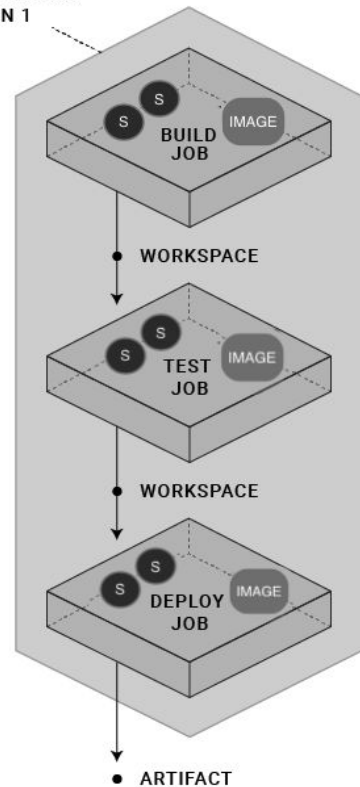 N 1
S
S
IMAGE
BUILD
JOB
WORKSPACE
S
S
IMAGE
TEST
JOB
WORKSPACE
S
S
IMAGE
DEPLOY
JOB
ARTIFACT